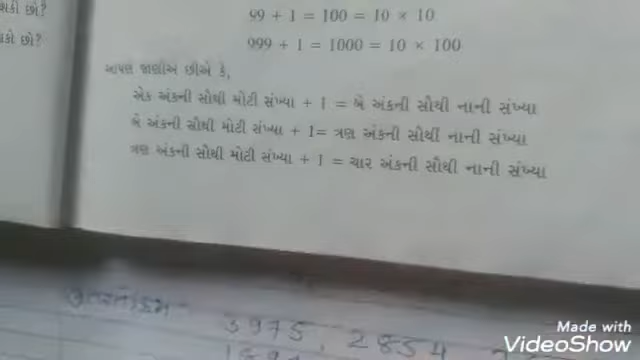 છો?
છો?
99 + 1 = 100 = 10 × 10
999 + 1 = 1000 = 10 × 100
આપણે જાણીએ છીએ કે,
એક અંકની સૌથી મોટી સંખ્યા + 1 = બે અંકની સૌથી નાની સંખ્યા
બે અંકની સૌથી મોટી સંખ્યા + 1= ત્રણ અંકની સૌથી નાની સંખ્યા
ત્રણ અંકની સૌથી મોટી સંખ્યા + 1 = ચાર અંકની સૌથી નાની સંખ્યા
3975, 2854
Made with
VideoShow